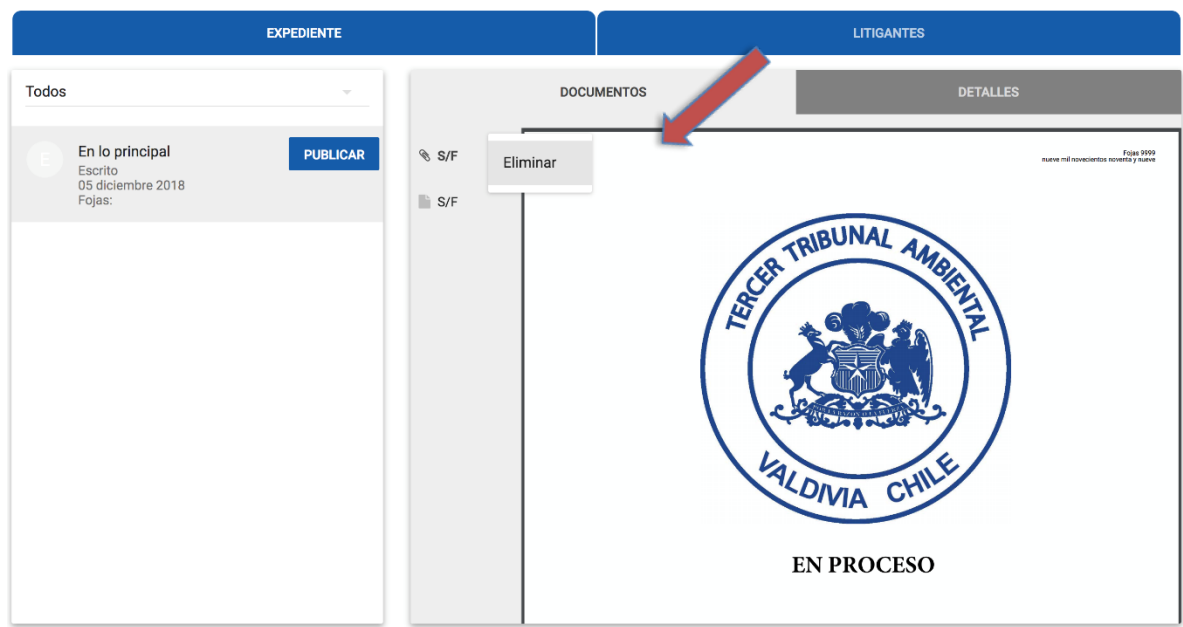 EXPEDIENTE
LITIGANTES
Todos
E
En lo principal
PUBLICAR
Escrito
05 diciembre 2018
Fojas:
DOCUMENTOS
DETALLES
S/F
Eliminar
S/F
Fojas 9999
nueve mil novecientos noventa y nueve
TERCER TRIBUNAL AMBIENTAL
VALDIVIA CHILE
EN PROCESO